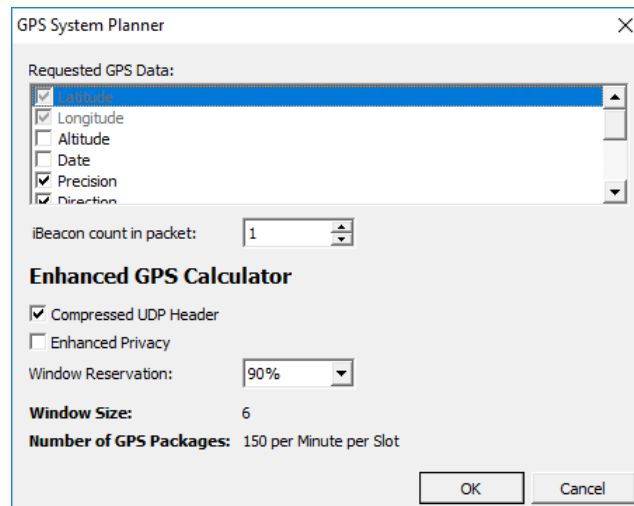 GPS System Planner
Requested GPS Data:
Latitude
Longitude
Altitude
Date
Precision
Direction
iBeacon count in packet: 1
Enhanced GPS Calculator
Compressed UDP Header
Enhanced Privacy
Window Reservation: 90%
Window Size: 6
Number of GPS Packages: 150 per Minute per Slot
OK Cancel